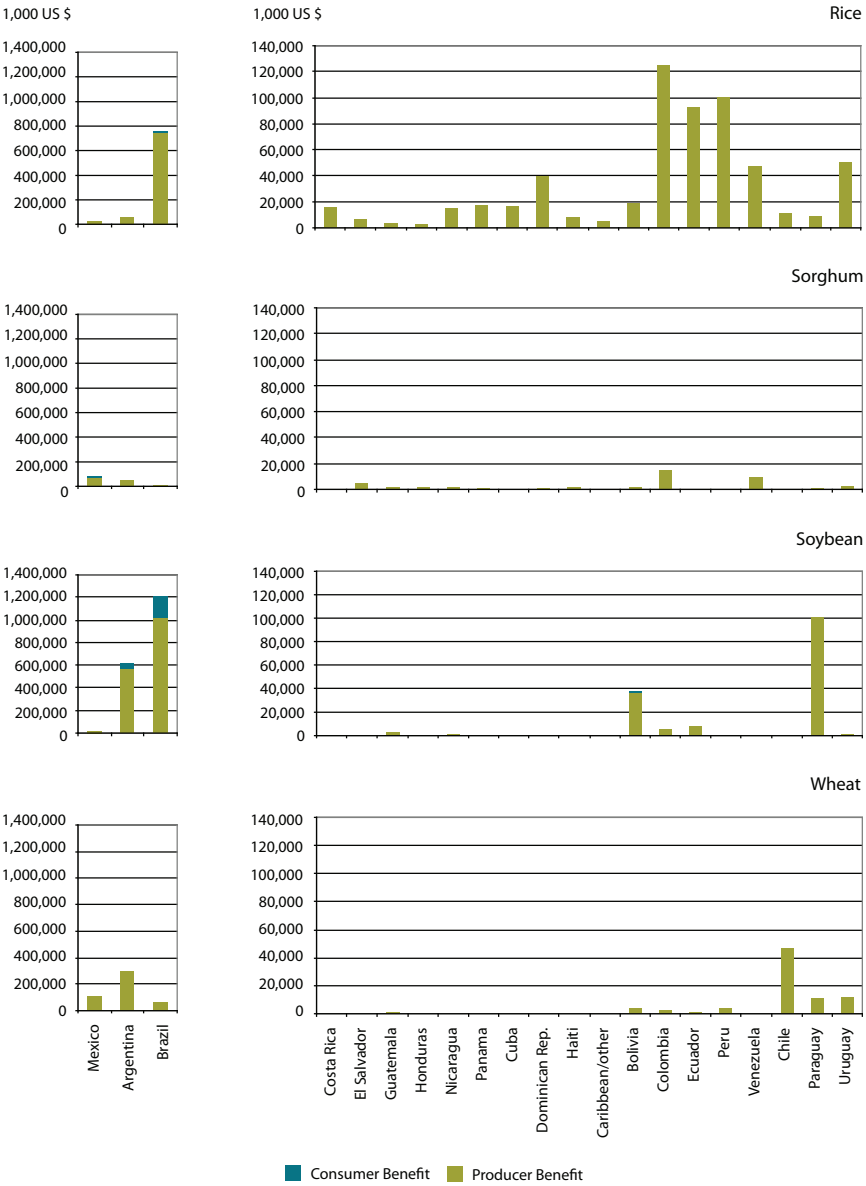 1,000 US $
1,000 US $
Rice
1,400,000
1,200,000
1,000,000
800,000
600,000
400,000
200,000
0
140,000
120,000
100,000
80,000
60,000
40,000
20,000
0
Sorghum
1,400,000
1,200,000
1,000,000
800,000
600,000
400,000
200,000
0
140,000
120,000
100,000
80,000
60,000
40,000
20,000
0
Soybean
1,400,000
1,200,000
1,000,000
800,000
600,000
400,000
200,000
0
140,000
120,000
100,000
80,000
60,000
40,000
20,000
0
Wheat
1,400,000
1,200,000
1,000,000
800,000
600,000
400,000
200,000
0
140,000
120,000
100,000
80,000
60,000
40,000
20,000
0
Mexico
Argentina
Brazil
Costa Rica
El Salvador
Guatemala
Honduras
Nicaragua
Panama
Cuba
Dominican Rep.
Haiti
Caribbean/other
Bolivia
Colombia
Ecuador
Peru
Venezuela
Chile
Paraguay
Uruguay
Consumer Benefit
Producer Benefit